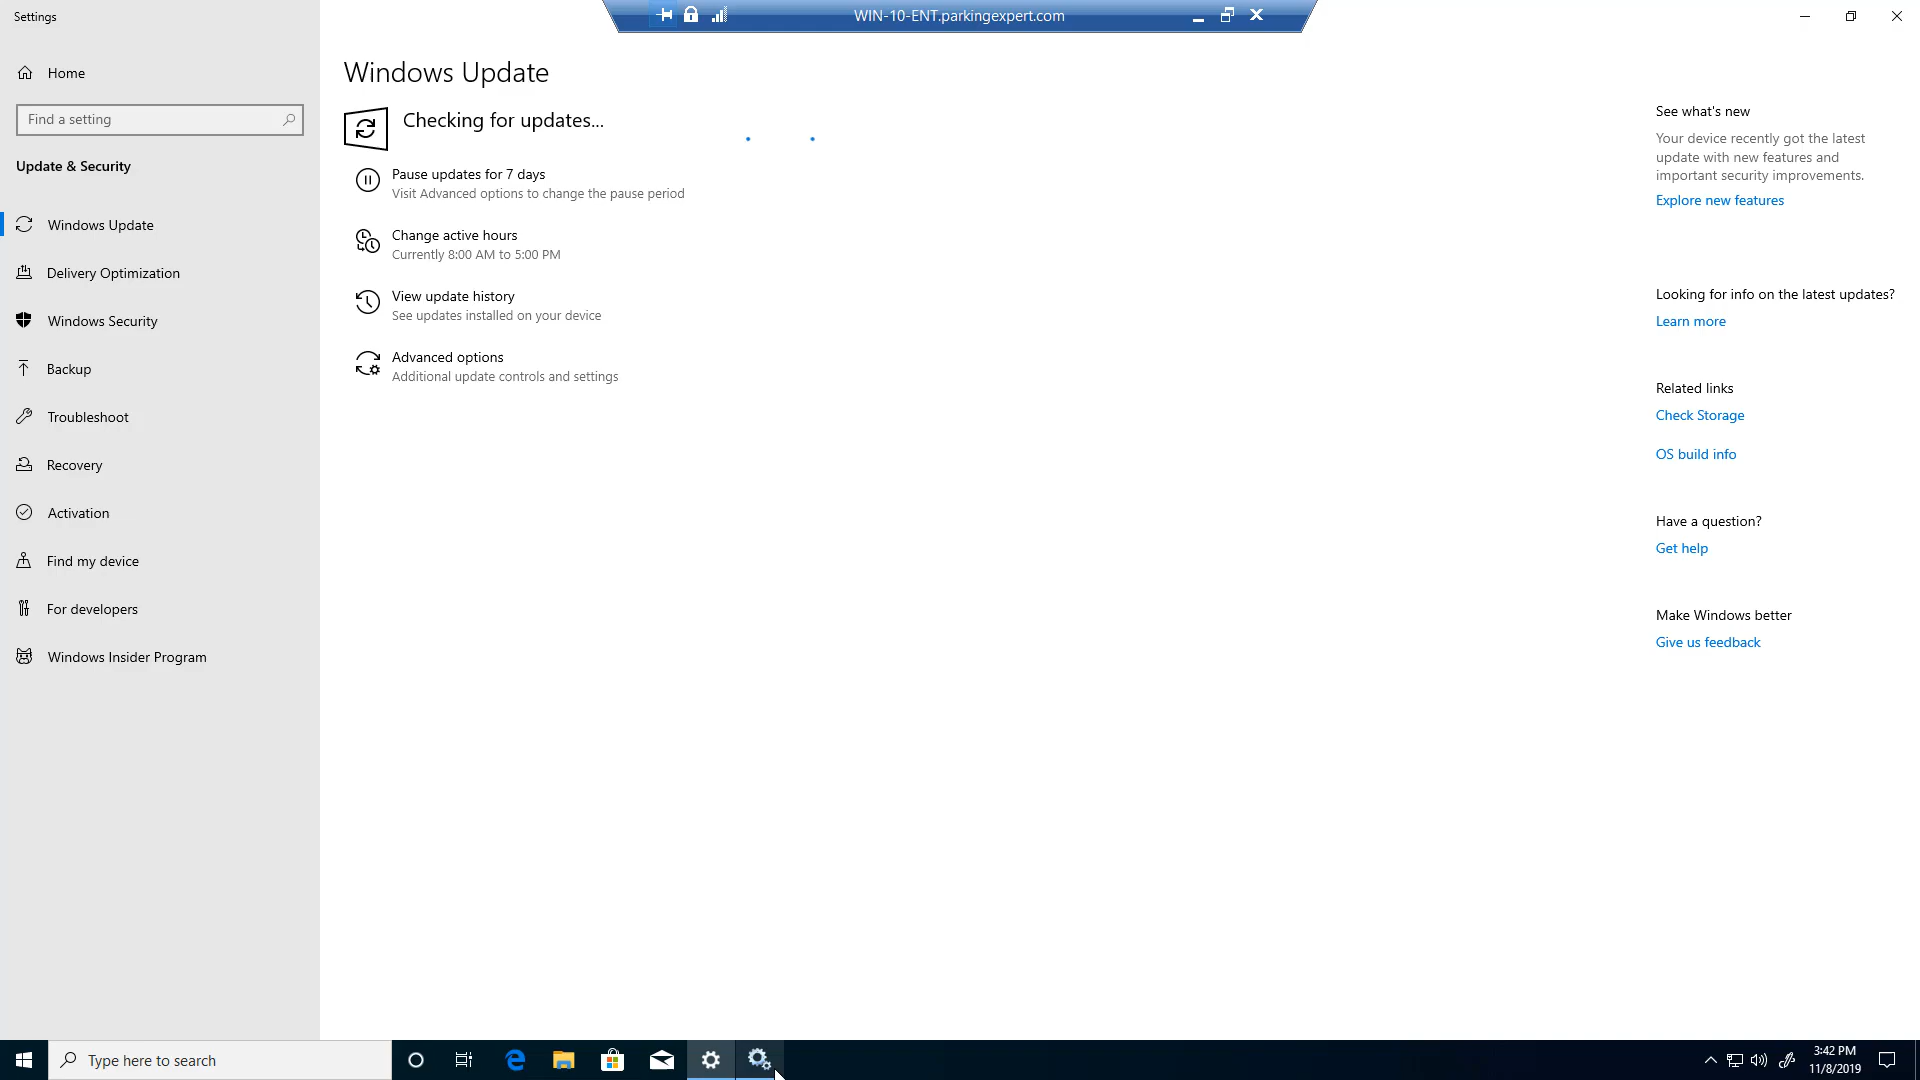 Settings
WIN-10-ENT.parkingexpert.com
Home
Find a setting
Update & Security
Windows Update
Delivery Optimization
Windows Security
Backup
Troubleshoot
Recovery
Activation
Find my device
For developers
Windows Insider Program
Windows Update
Checking for updates...
Pause updates for 7 days
Visit Advanced options to change the pause period
Change active hours
Currently 8:00 AM to 5:00 PM
View update history
See updates installed on your device
Advanced options
Additional update controls and settings
See what's new
Your device recently got the latest
update with new features and
important security improvements.
Explore new features
Looking for info on the latest updates?
Learn more
Related links
Check Storage
OS build info
Have a question?
Get help
Make Windows better
Give us feedback
Type here to search
3:42 PM
11/8/2019